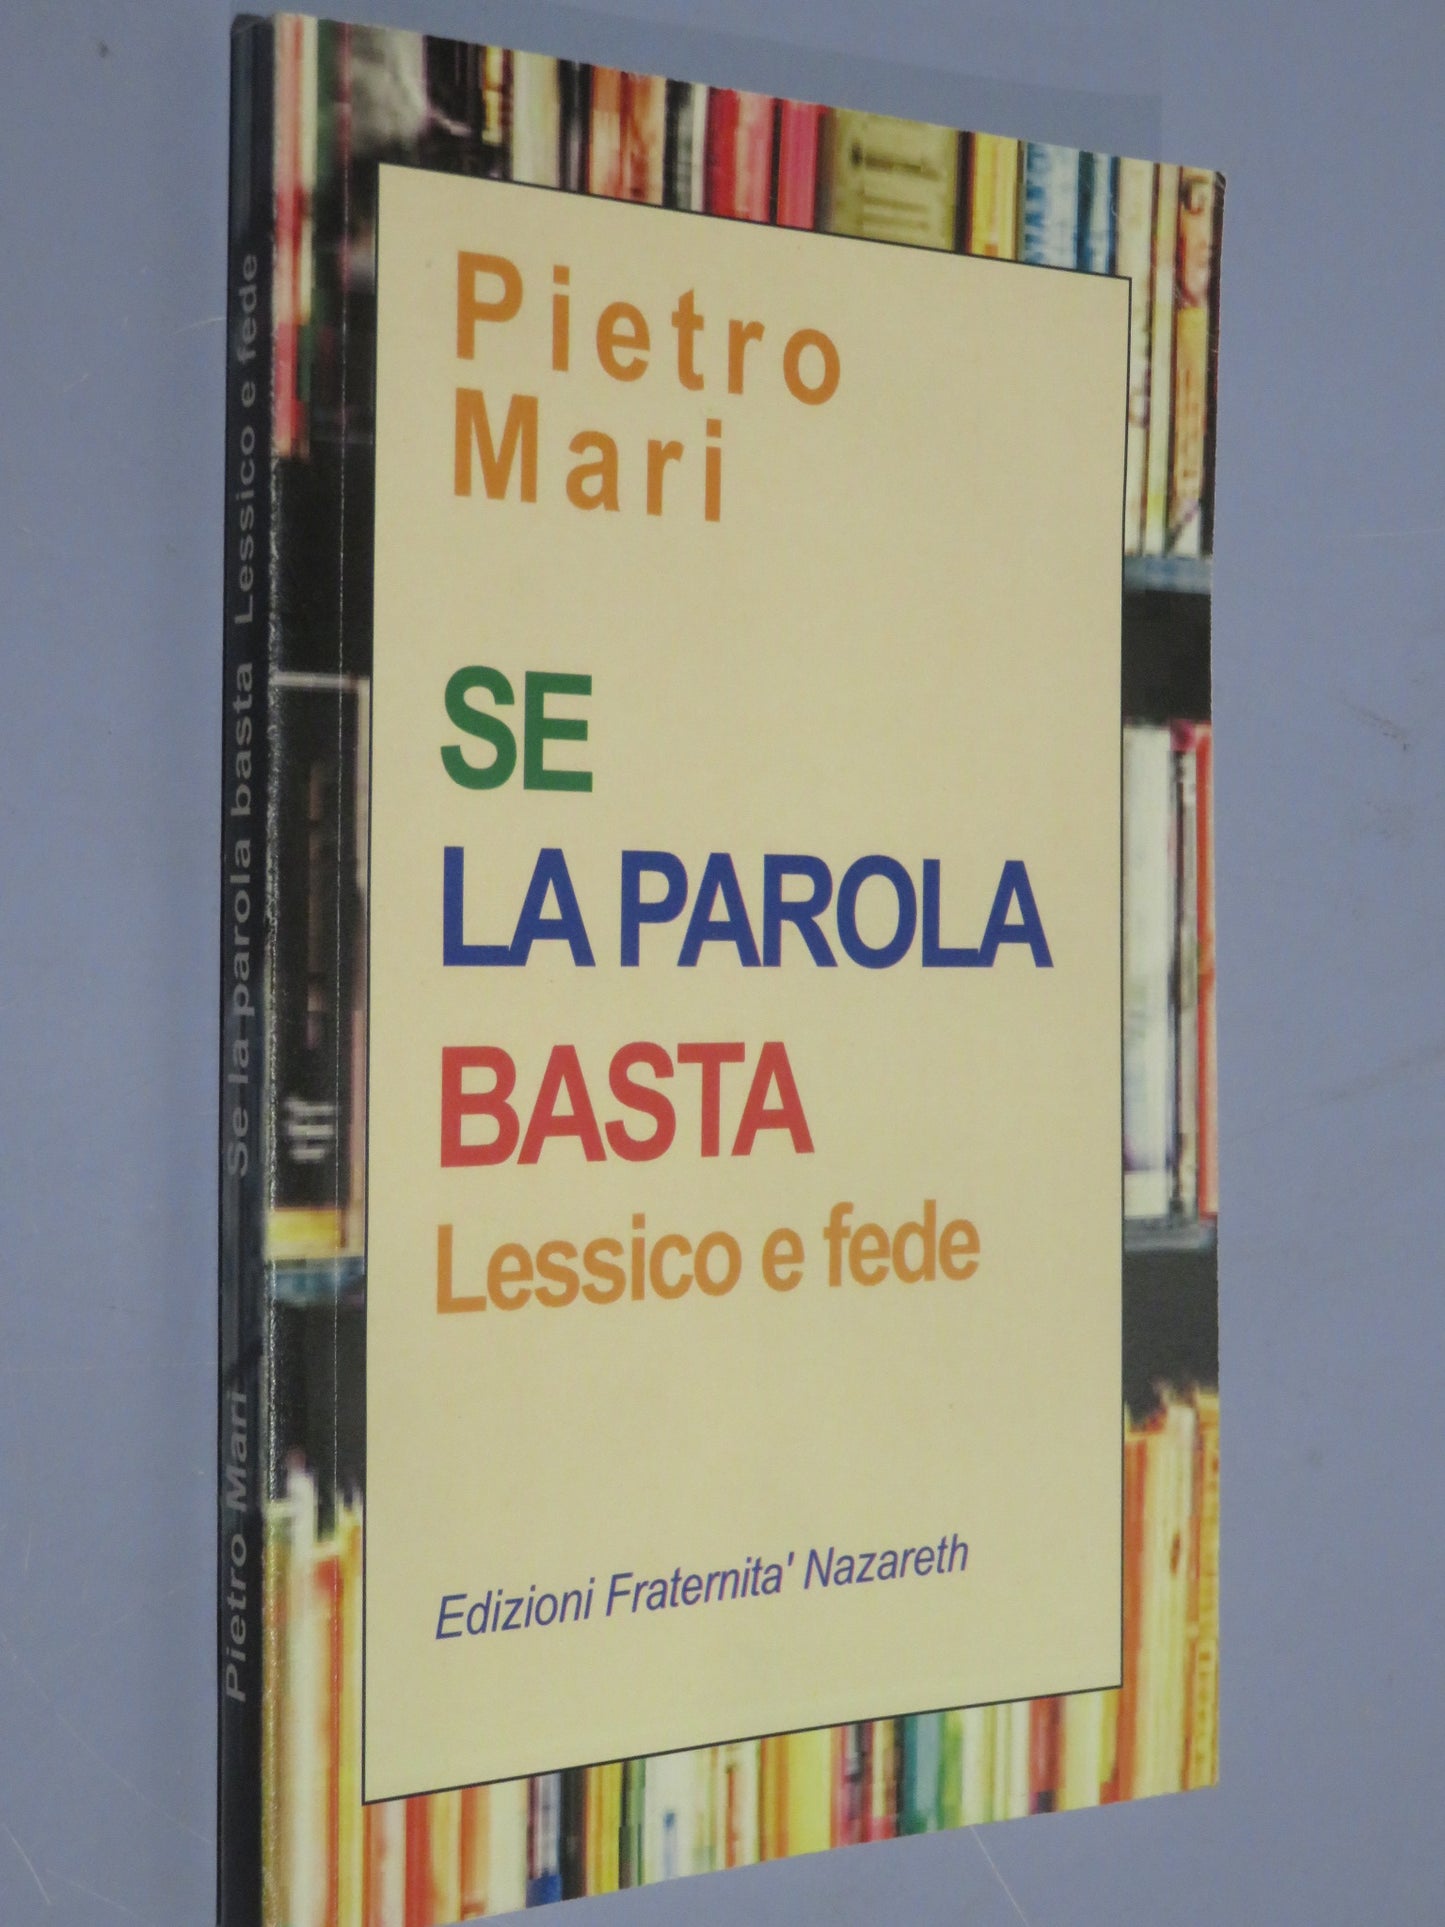 Pietro
Mari
SE
LA PAROLA
BASTA
Lessico e fede
Edizioni Fraternita' Nazareth
Pietro Mari Se la parola basta Lessico e fede